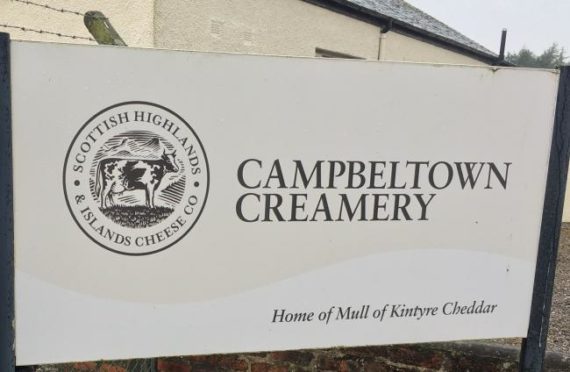 SCOTTISH HIGHLANDS
& ISLANDS CHEESE CO
CAMPBELTOWN
CREAMERY
Home of Mull of Kintyre Cheddar